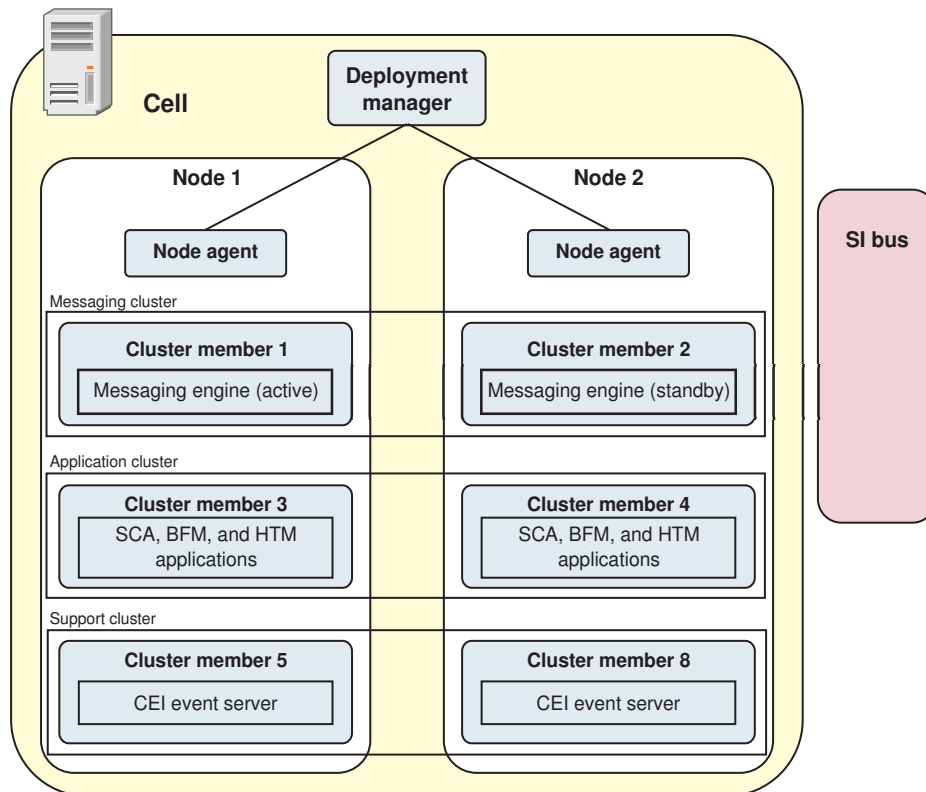 Deployment
manager
Cell
Node 1
Node 2
Node agent
Node agent
SI bus
Messaging cluster
Cluster member 1
Messaging engine (active)
Cluster member 2
Messaging engine (standby)
Application cluster
Cluster member 3
SCA, BFM, and HTM
applications
Cluster member 4
SCA, BFM, and HTM
applications
Support cluster
Cluster member 5
CEI event server
Cluster member 8
CEI event server